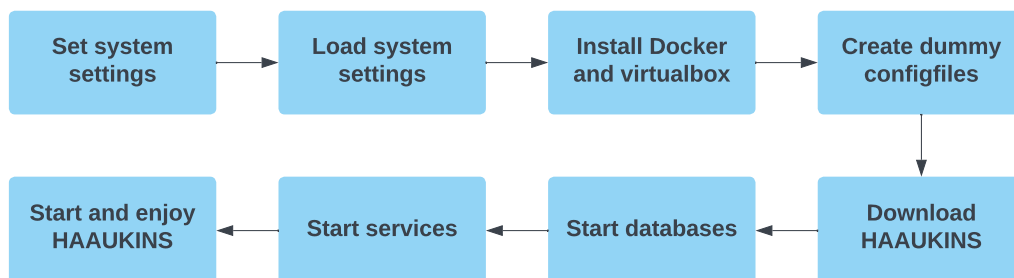 Set system
settings
Load system
settings
Install Docker
and virtualbox
Create dummy
configfiles
Download
HAAUKINS
Start databases
Start services
Start and enjoy
HAAUKINS